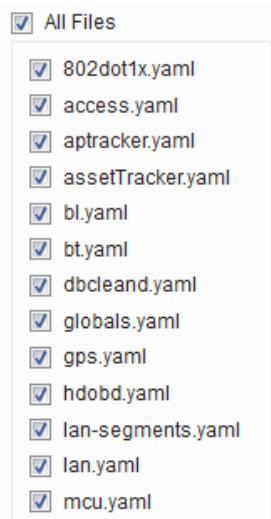 All Files
802dot1x.yaml
access.yaml
aptracker.yaml
assetTracker.yaml
bl.yaml
bt.yaml
dbcleand.yaml
globals.yaml
gps.yaml
hdobd.yaml
lan-segments.yaml
lan.yaml
mcu.yaml